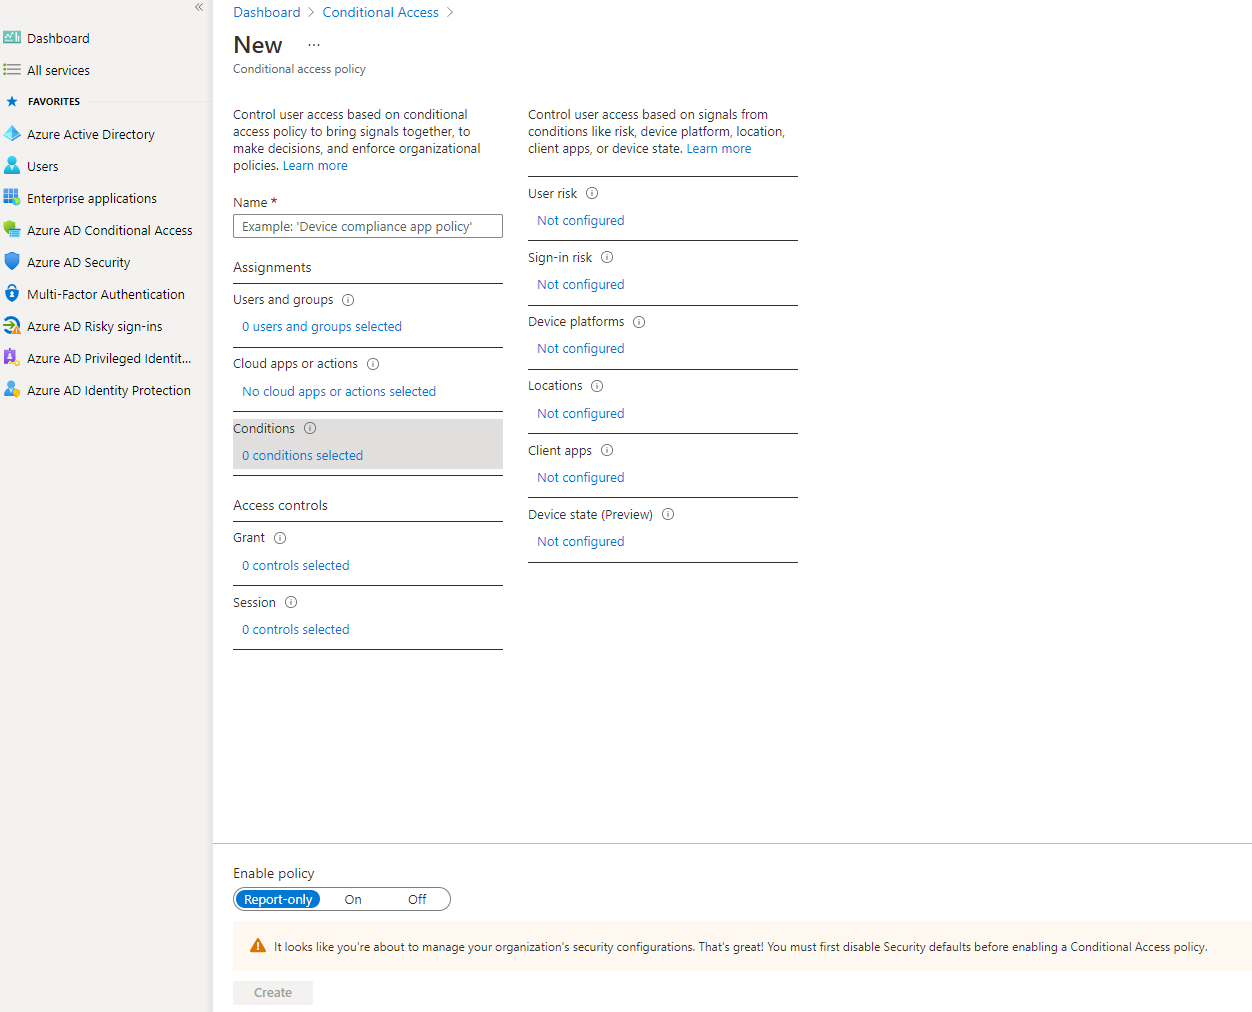 «
Dashboard
All services
FAVORITES
Azure Active Directory
Users
Enterprise applications
Azure AD Conditional Access
Azure AD Security
Multi-Factor Authentication
Azure AD Risky sign-ins
Azure AD Privileged Identit...
Azure AD Identity Protection
Dashboard > Conditional Access >
New ...
Conditional access policy
Control user access based on conditional
access policy to bring signals together, to
make decisions, and enforce organizational
policies. Learn more
Name *
Example: 'Device compliance app policy'
Assignments
Users and groups
0 users and groups selected
Cloud apps or actions
No cloud apps or actions selected
Conditions
0 conditions selected
Access controls
Grant
0 controls selected
Session
0 controls selected
Control user access based on signals from
conditions like risk, device platform, location,
client apps, or device state. Learn more
User risk
Not configured
Sign-in risk
Not configured
Device platforms
Not configured
Locations
Not configured
Client apps
Not configured
Device state (Preview)
Not configured
Enable policy
Report-only On Off
It looks like you're about to manage your organization's security configurations. That's great! You must first disable Security defaults before enabling a Conditional Access policy.
Create